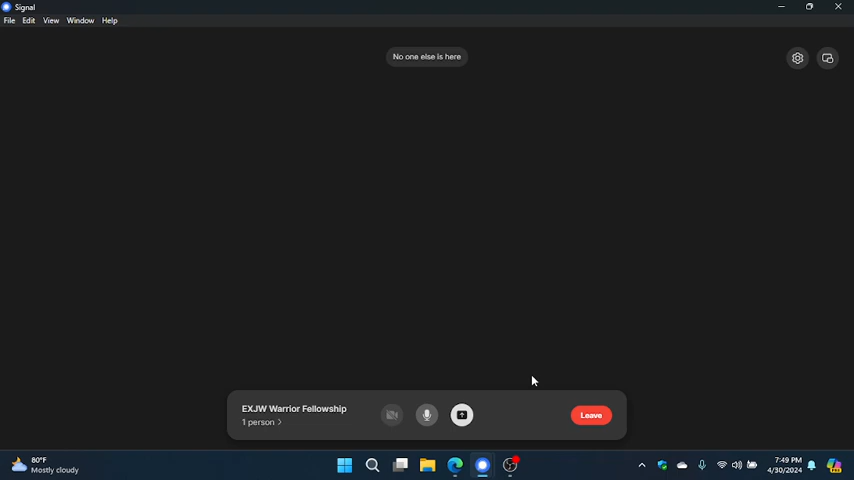 Signal
File Edit View Window Help
No one else is here
EXJW Warrior Fellowship
1 person >
Leave
80°F
Mostly cloudy
7:49 PM
4/30/2024